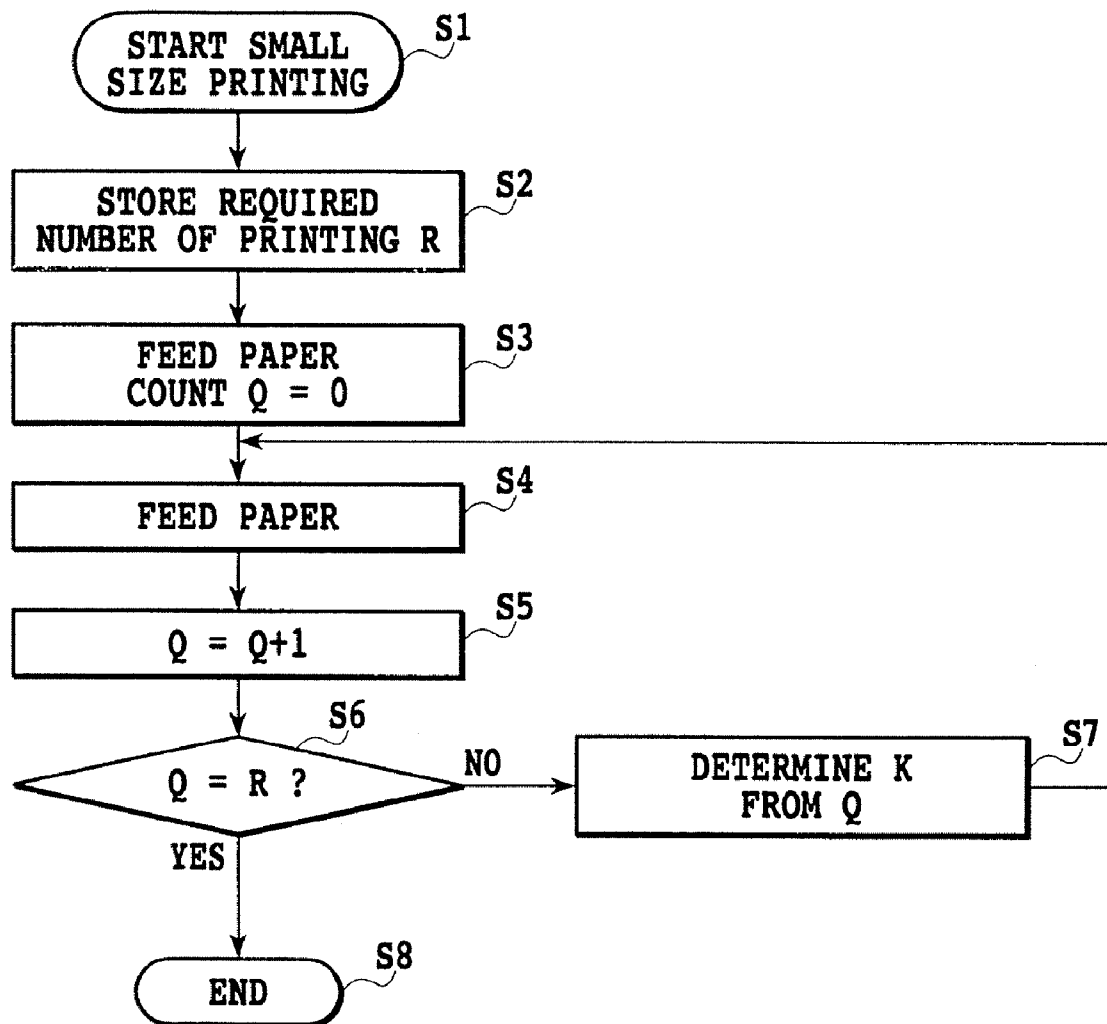 START SMALL
SIZE PRINTING
S1
STORE REQUIRED
NUMBER OF PRINTING R
S2
FEED PAPER
COUNT Q = 0
S3
FEED PAPER
S4
Q = Q+1
S5
Q = R ?
S6
NO
YES
DETERMINE K
FROM Q
S7
END
S8